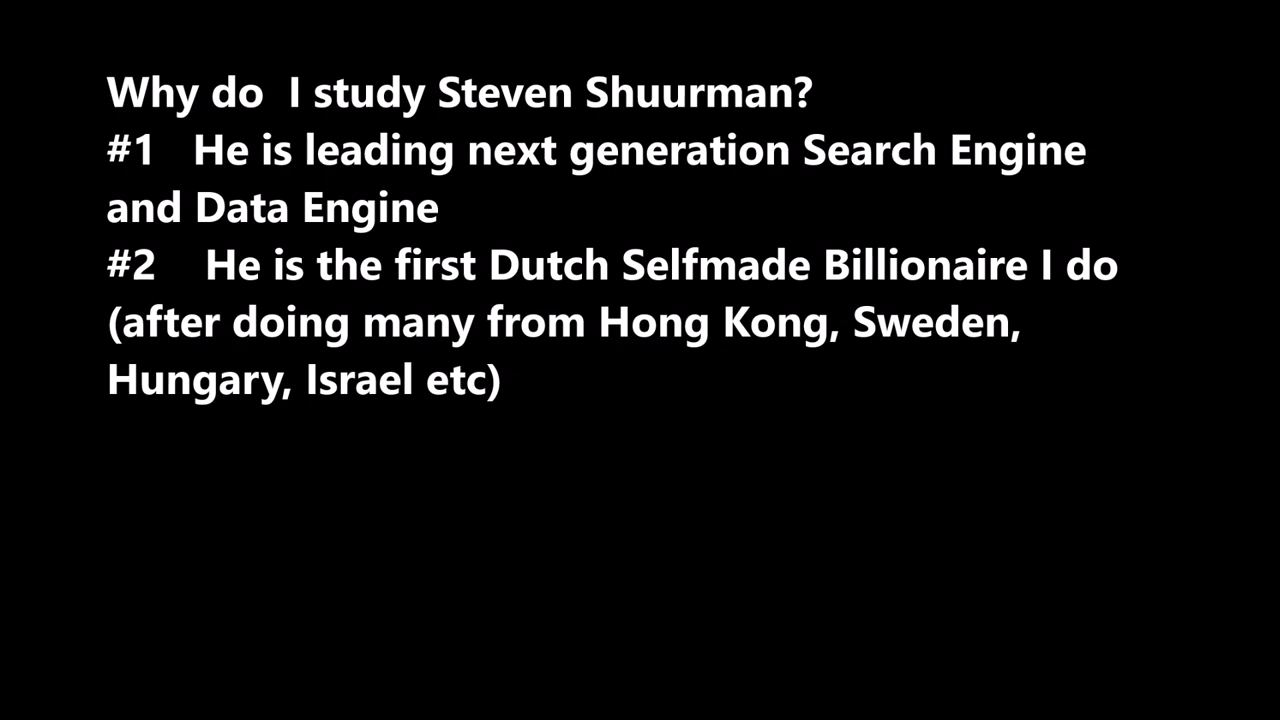 Why do  I study Steven Shuurman?
#1   He is leading next generation Search Engine
and Data Engine
#2    He is the first Dutch Selfmade Billionaire I do
(after doing many from Hong Kong, Sweden,
Hungary, Israel etc)